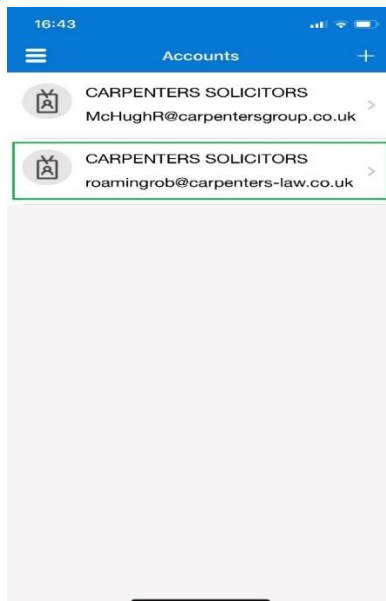 16:43
Accounts
CARPENTERS SOLICITORS
McHughR@carpentersgroup.co.uk
CARPENTERS SOLICITORS
roamingrob@carpenters-law.co.uk